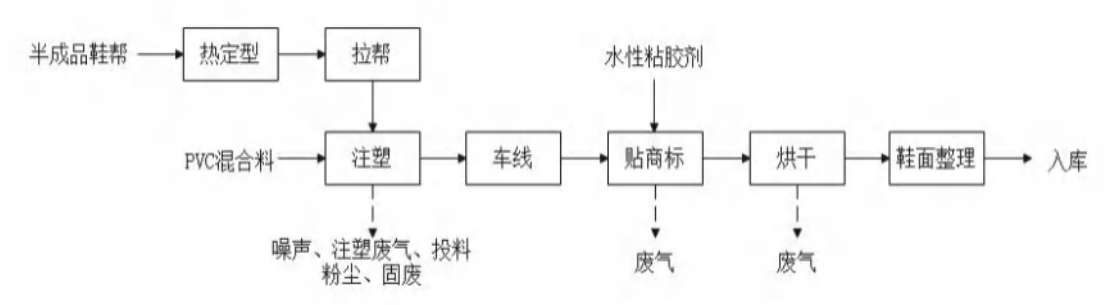 半成品鞋帮
热定型
拉帮
水性粘胶剂
PVC混合料
注塑
车线
贴商标
烘干
鞋面整理
入库
噪声、注塑废气、投料
粉尘、固废
废气
废气